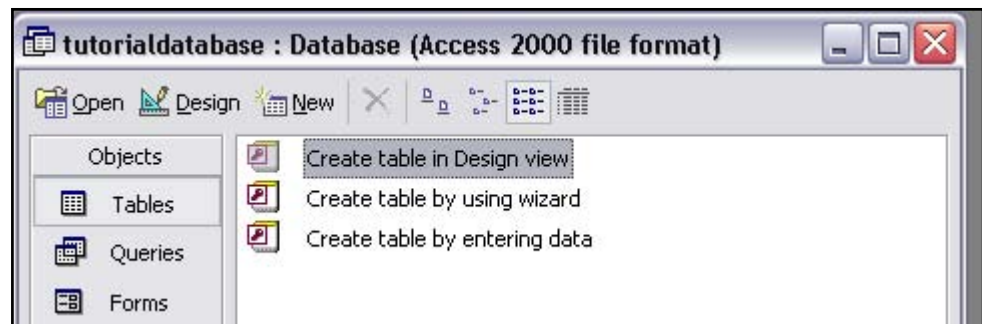 tutorialdatabase : Database (Access 2000 file format)
Open Design New
Objects
Create table in Design view
Tables
Create table by using wizard
Queries
Create table by entering data
Forms